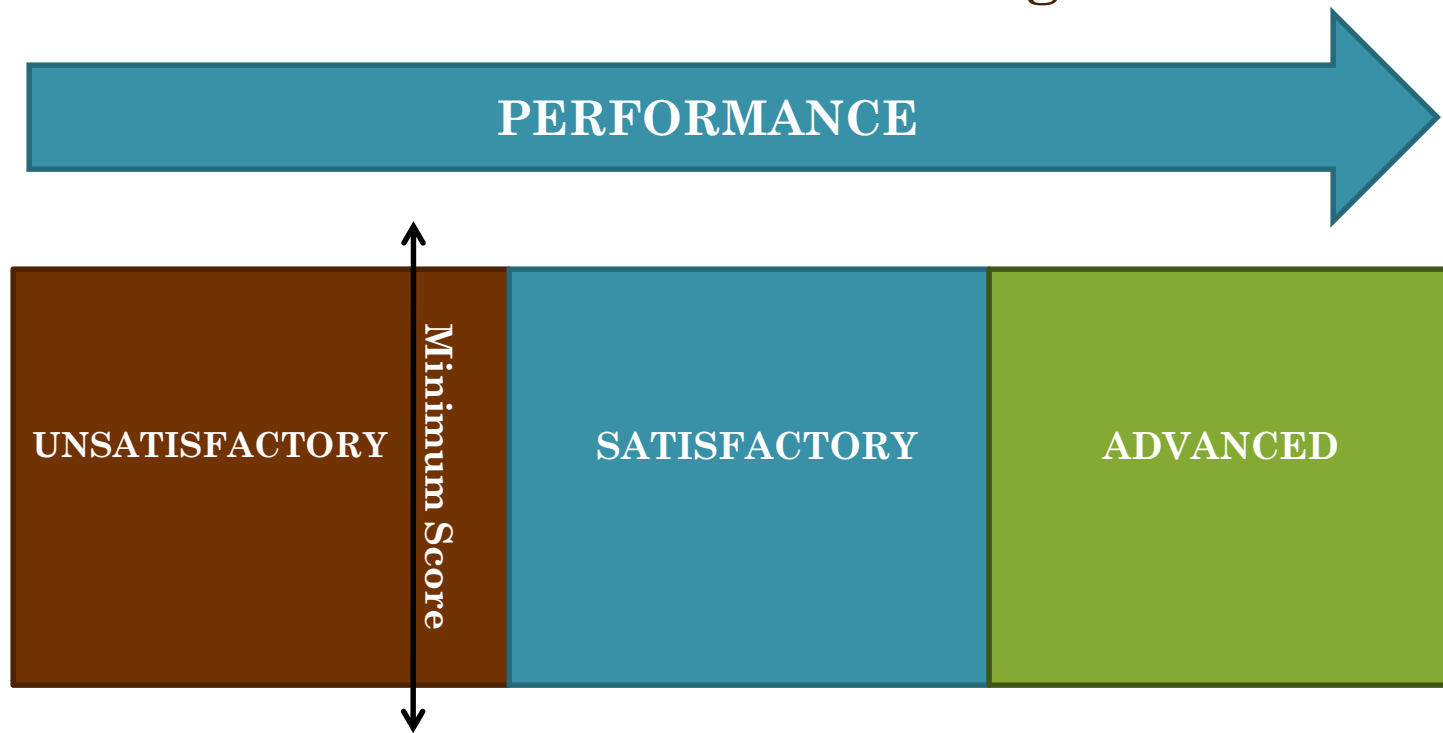 PERFORMANCE
UNSATISFACTORY
Minimum Score
SATISFACTORY
ADVANCED